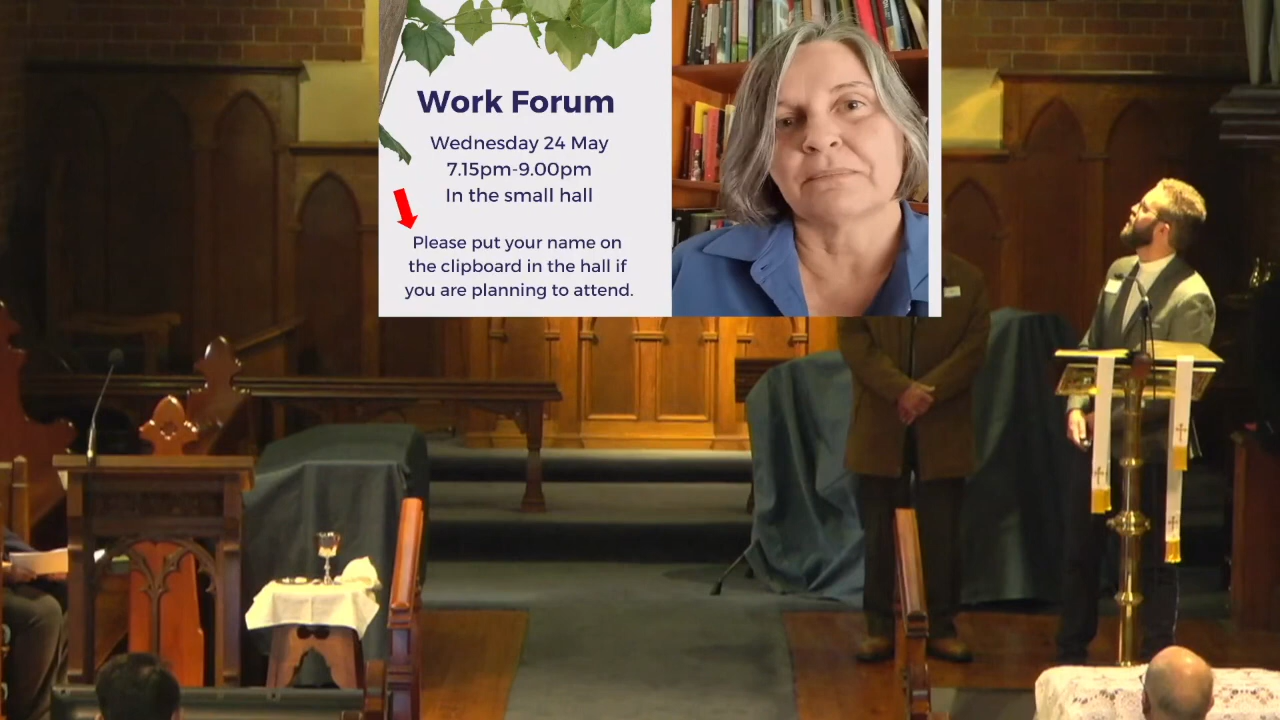 Work Forum
Wednesday 24 May
7.15pm-9.00pm
In the small hall
Please put your name on
the clipboard in the hall if
you are planning to attend.